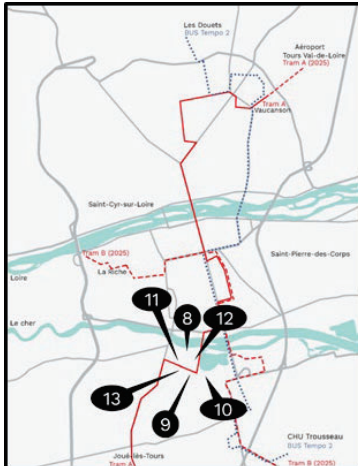 Les Douets
BUS Tempo 2
Aéroport
Tours Val-de-Loire
Tram A (2025)
Tram A
Vaucanson
Saint-Cyr-sur-Loire
Tram B (2025)
Saint-Pierre-des-Corps
La Riche
Loire
Le cher
11
8
12
13
9
10
CHU Trousseau
BUS Tempo 2
Joué-lès-Tours
Tram A
Tram B (2025)